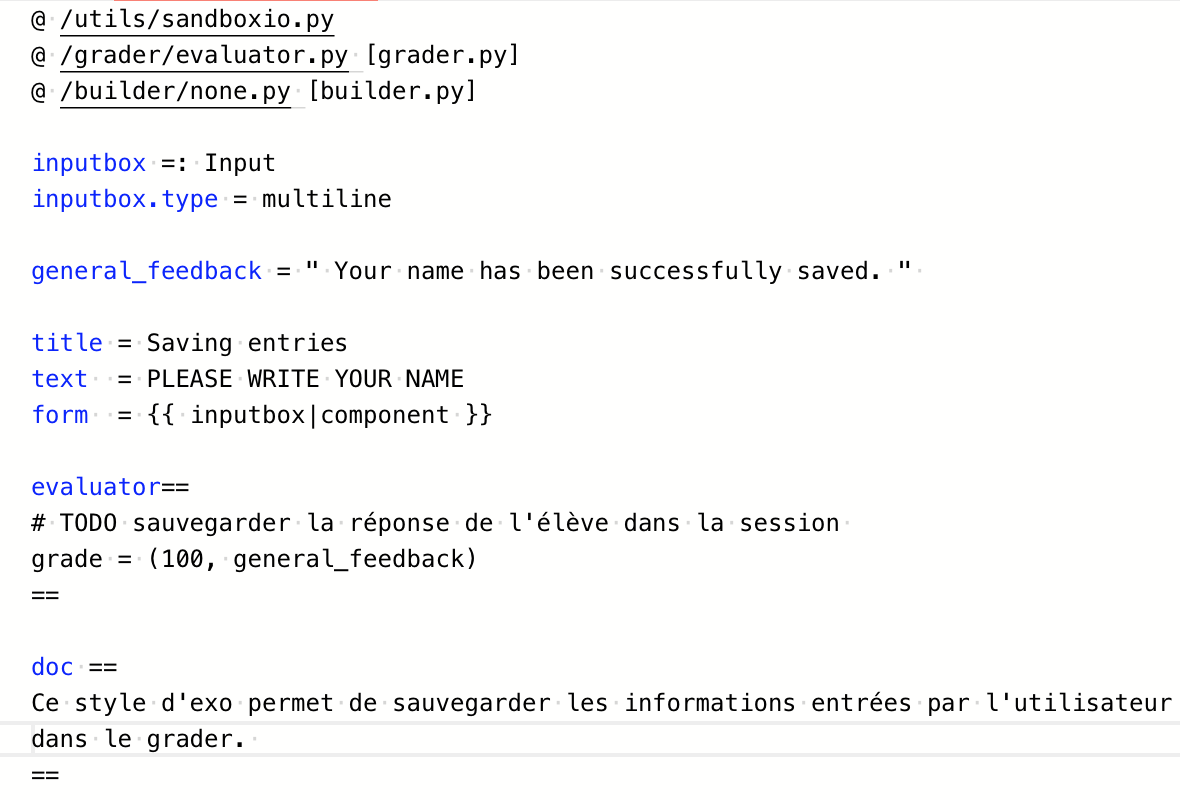 @ /utils/sandboxio.py
@ /grader/evaluator.py [grader.py]
@ /builder/none.py [builder.py]
inputbox =: Input
inputbox.type = multiline
general_feedback = " Your name has been successfully saved. "
title = Saving entries
text  = PLEASE WRITE YOUR NAME
form  = {{ inputbox|component }}
evaluator==
# TODO sauvegarder la réponse de l'élève dans la session
grade = (100, general_feedback)
==
doc ==
Ce style d'exo permet de sauvegarder les informations entrées par l'utilisateur
dans le grader.
==